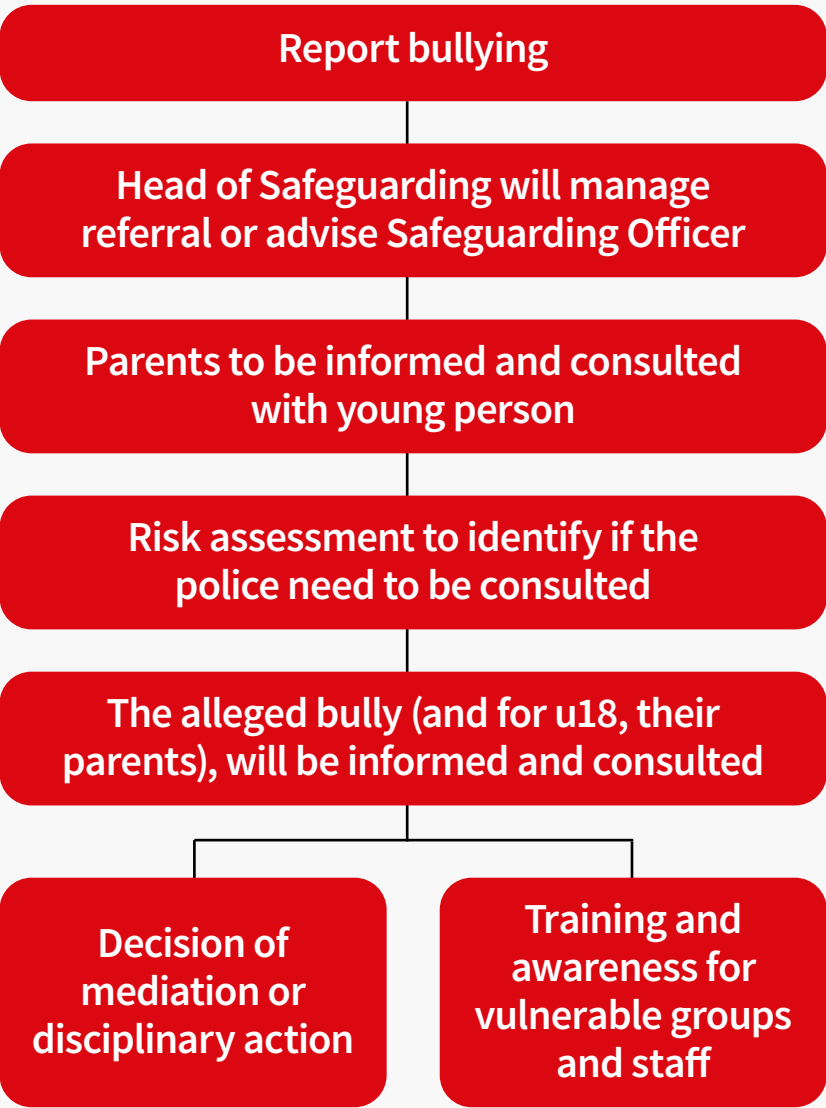 Report bullying
Head of Safeguarding will manage
referral or advise Safeguarding Officer
Parents to be informed and consulted
with young person
Risk assessment to identify if the
police need to be consulted
The alleged bully (and for u18, their
parents), will be informed and consulted
Decision of
mediation or
disciplinary action
Training and
awareness for
vulnerable groups
and staff